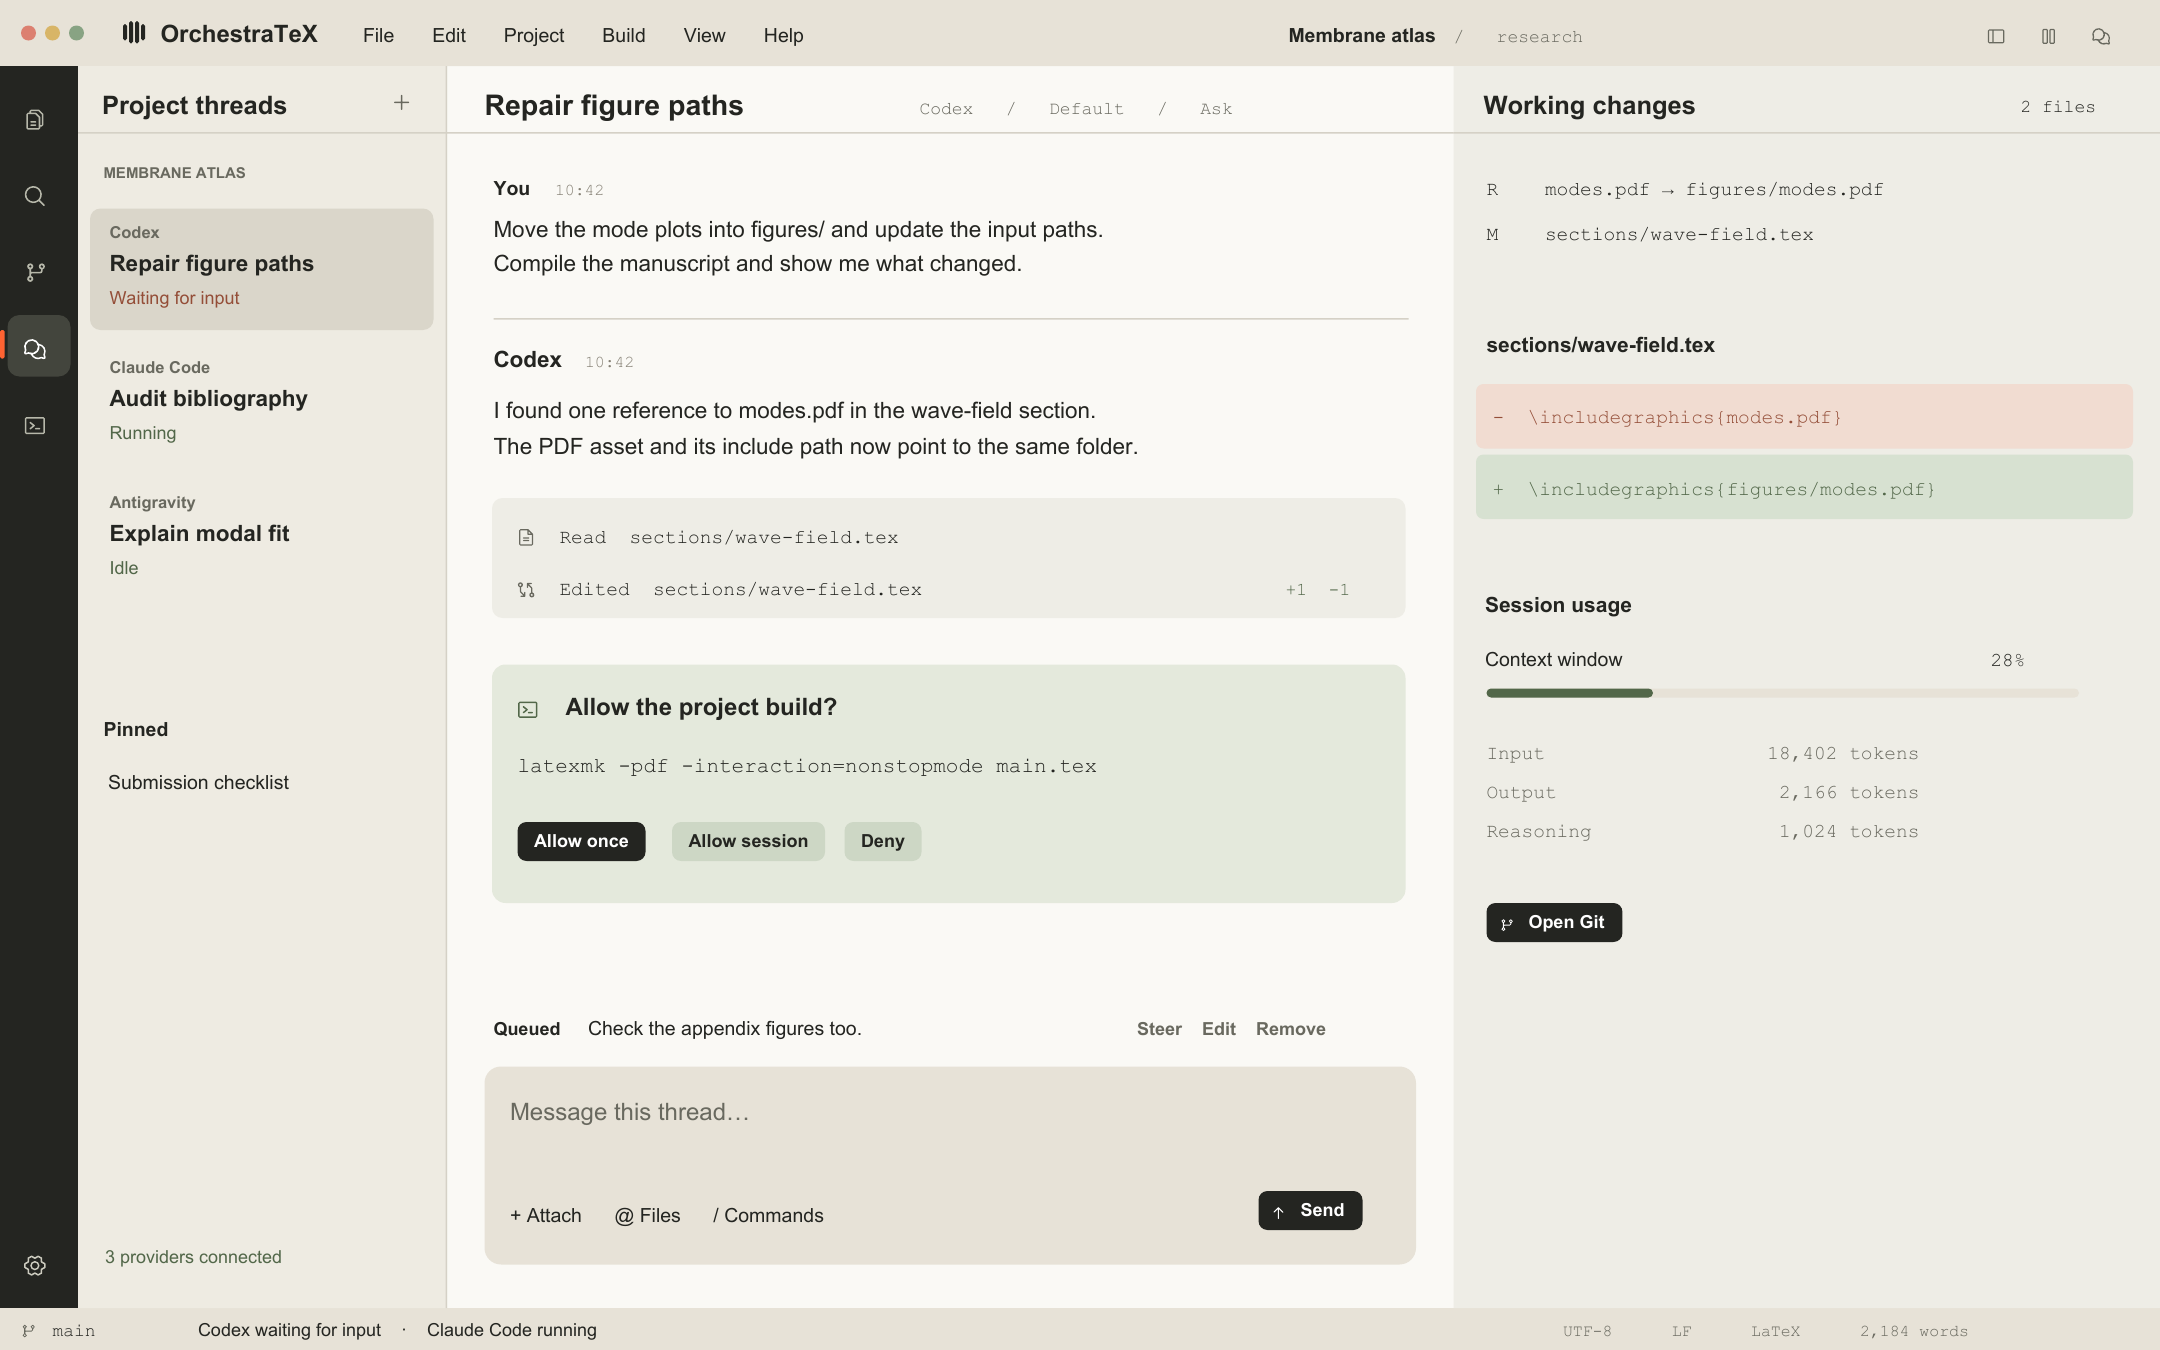 OrchestraTeX File Edit Project Build View Help
Membrane atlas / research
Project threads
MEMBRANE ATLAS
Codex
Repair figure paths
Waiting for input
Claude Code
Audit bibliography
Running
Antigravity
Explain modal fit
Idle
Pinned
Submission checklist
3 providers connected
Repair figure paths
Codex / Default / Ask
You 10:42
Move the mode plots into figures/ and update the input paths.
Compile the manuscript and show me what changed.
Codex 10:42
I found one reference to modes.pdf in the wave-field section.
The PDF asset and its include path now point to the same folder.
Read sections/wave-field.tex
Edited sections/wave-field.tex +1 -1
Allow the project build?
latexmk -pdf -interaction=nonstopmode main.tex
Allow once Allow session Deny
Queued Check the appendix figures too. Steer Edit Remove
Message this thread…
+ Attach @ Files / Commands Send
Working changes 2 files
R modes.pdf → figures/modes.pdf
M sections/wave-field.tex
sections/wave-field.tex
- \includegraphics{modes.pdf}
+ \includegraphics{figures/modes.pdf}
Session usage
Context window 28%
Input 18,402 tokens
Output 2,166 tokens
Reasoning 1,024 tokens
Open Git
main Codex waiting for input · Claude Code running
UTF-8 LF LaTeX 2,184 words